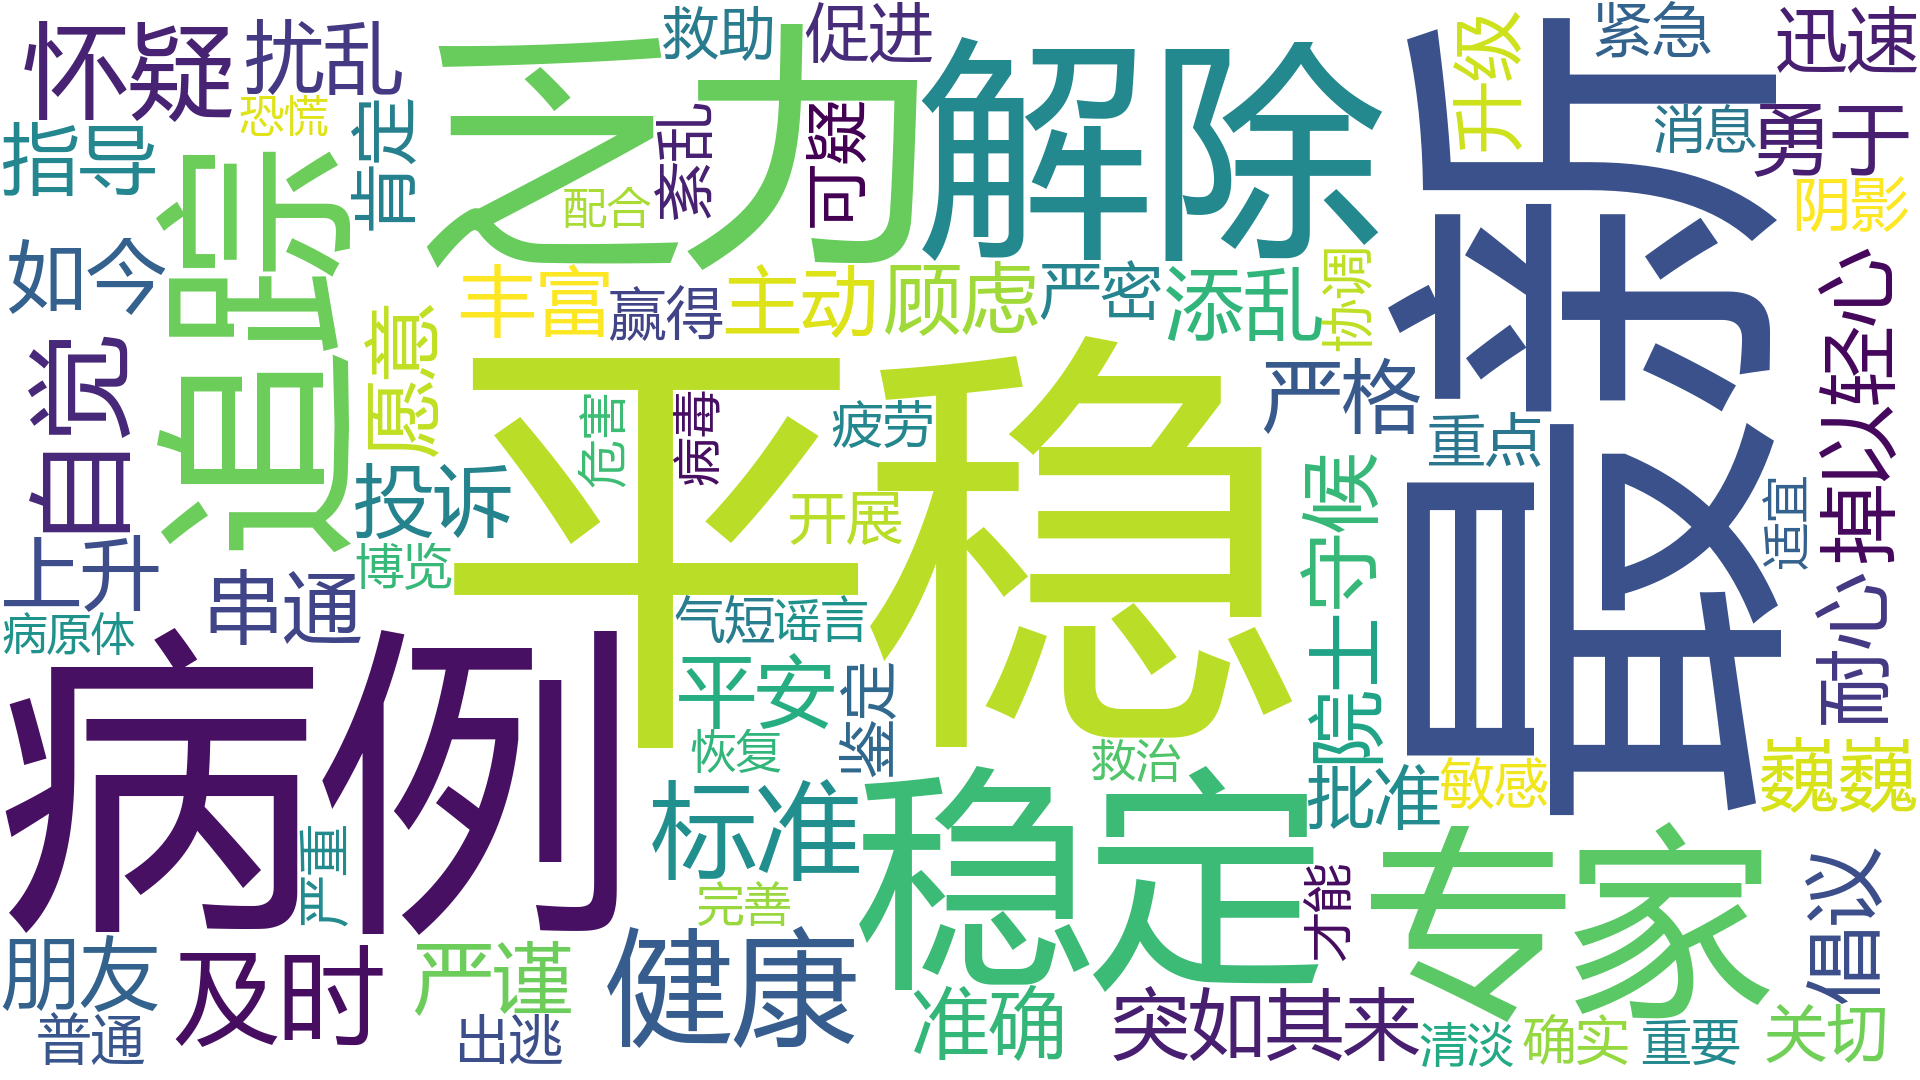 怀疑
扰乱
乏力
救助
促进
解除
最新
升级
紧急
迅速
恐慌
指导
追踪
肯定
紊乱
可疑
配合
消息
勇于
阴影
如今
愿意
丰富
赢得
主动
顾虑
严密
添乱
协调
自觉
平稳
危害
病毒
疲劳
严格
重点
掉以轻心
投诉
开展
院士
守候
适宜
上升
串通
博览
气短
谣言
耐心
病原体
病例
平安
鉴定
恢复
救治
批准
敏感
巍巍
标准
稳定
专家
严重
完善
才能
倡议
朋友
及时
严谨
健康
准确
突如其来
普通
出逃
清淡
确实
重要
关切